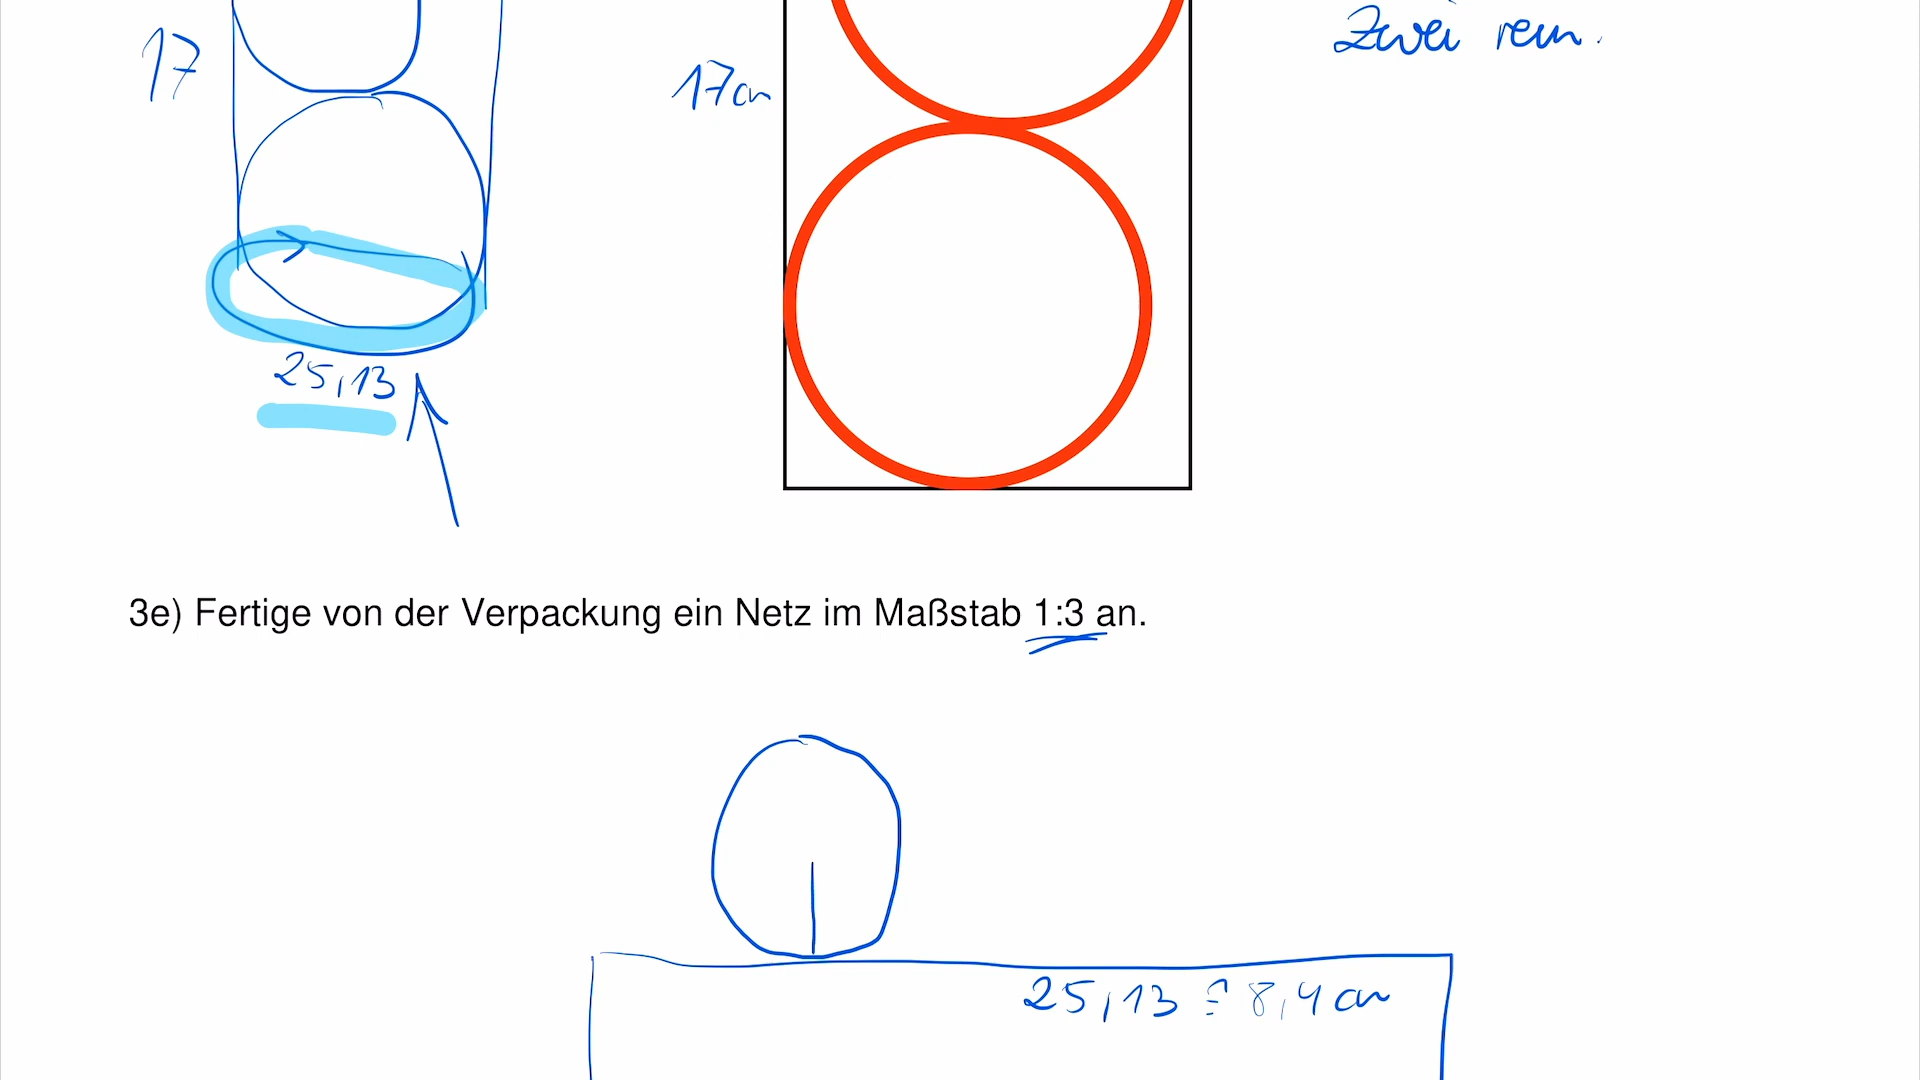 Zwei rein.
17
17cm
25,13
3e) Fertige von der Verpackung ein Netz im Maßstab 1:3 an.
25,13 ≙ 8,4 cm